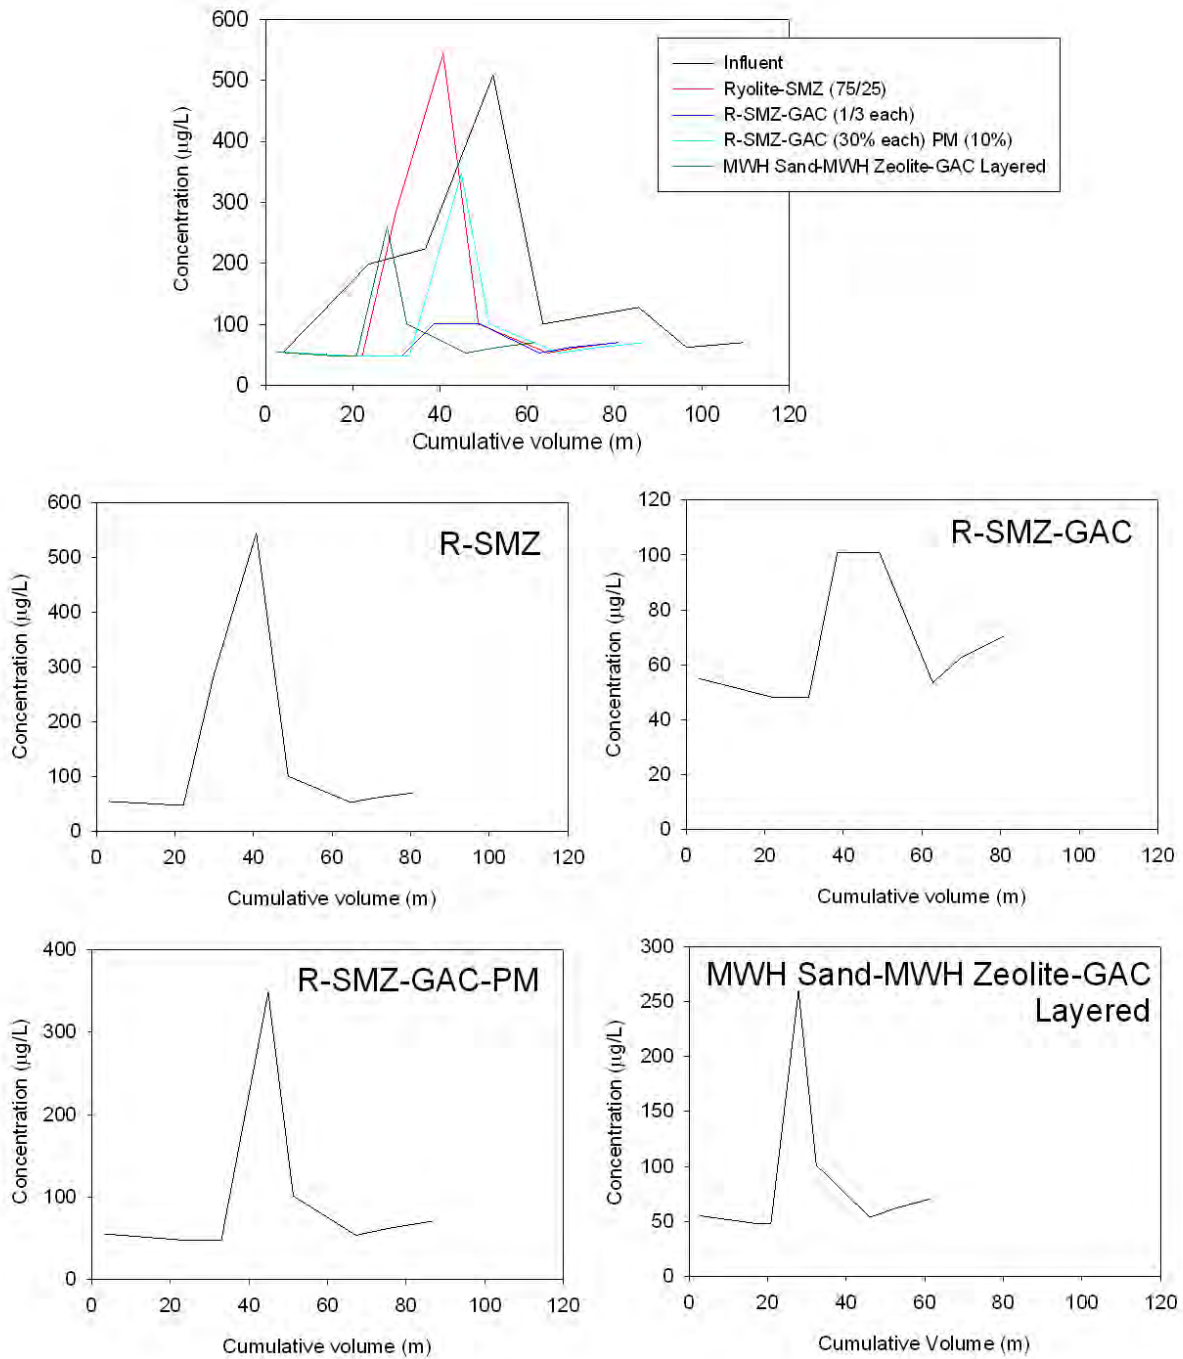 600
500
400
300
200
100
0
Concentration (µg/L)
0 20 40 60 80 100 120
Cumulative volume (m)
Influent
Ryolite-SMZ (75/25)
R-SMZ-GAC (1/3 each)
R-SMZ-GAC (30% each) PM (10%)
MWH Sand-MWH Zeolite-GAC Layered
R-SMZ
600
500
400
300
200
100
0
Concentration (µg/L)
0 20 40 60 80 100 120
Cumulative volume (m)
R-SMZ-GAC
120
100
80
60
40
20
0
Concentration (µg/L)
0 20 40 60 80 100 120
Cumulative volume (m)
R-SMZ-GAC-PM
400
300
200
100
0
Concentration (µg/L)
0 20 40 60 80 100 120
Cumulative volume (m)
MWH Sand-MWH Zeolite-GAC
Layered
300
250
200
150
100
50
0
Concentration (µg/L)
0 20 40 60 80 100 120
Cumulative Volume (m)